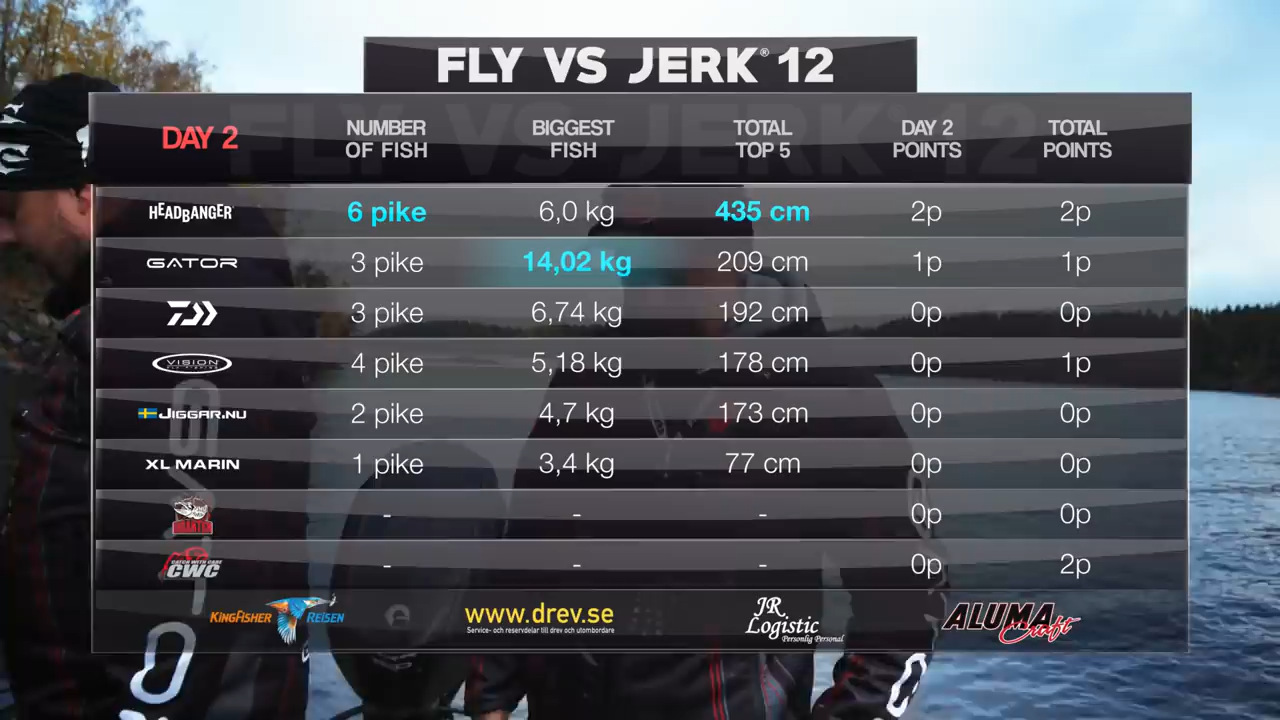 FLY VS JERK® 12
DAY 2
NUMBER OF FISH
BIGGEST FISH
TOTAL TOP 5
DAY 2 POINTS
TOTAL POINTS
HEADBANGER 6 pike 6,0 kg 435 cm 2p 2p
GATOR 3 pike 14,02 kg 209 cm 1p 1p
3 pike 6,74 kg 192 cm 0p 0p
VISION FLY FISHING 4 pike 5,18 kg 178 cm 0p 1p
JIGGAR.NU 2 pike 4,7 kg 173 cm 0p 0p
XL MARIN 1 pike 3,4 kg 77 cm 0p 0p
- - - 0p 0p
CATCH WITH CARE CWC - - - 0p 2p
KINGFISHER REISEN
www.drev.se
Service- och reservdelar till drev och utombordare
JR Logistic
Personlig Personal
ALUMA Craft